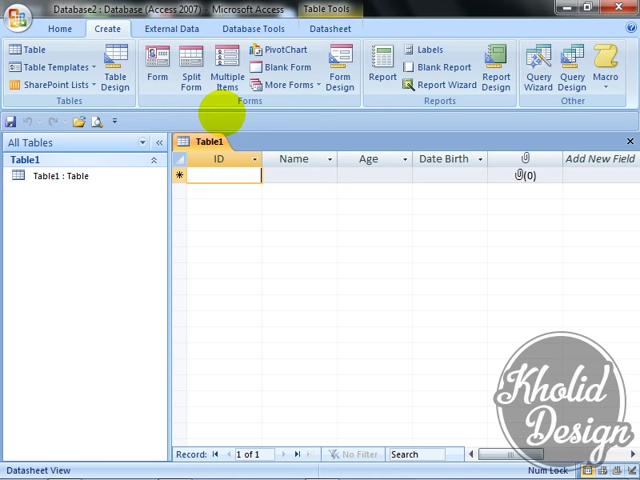 Database2 : Database (Access 2007) - Microsoft Access
Table Tools
Home
Create
External Data
Database Tools
Datasheet
Table
Table Templates
SharePoint Lists
Table
Design
Tables
Form
Split
Form
Multiple
Items
PivotChart
Blank Form
More Forms
Form
Design
Forms
Report
Labels
Blank Report
Report Wizard
Report
Design
Reports
Query
Wizard
Query
Design
Macro
Other
All Tables
Table1
Table1 : Table
Table1
ID
Name
Age
Date Birth
Add New Field
(0)
Record:
1 of 1
No Filter
Search
Datasheet View
Num Lock
Kholid
Design